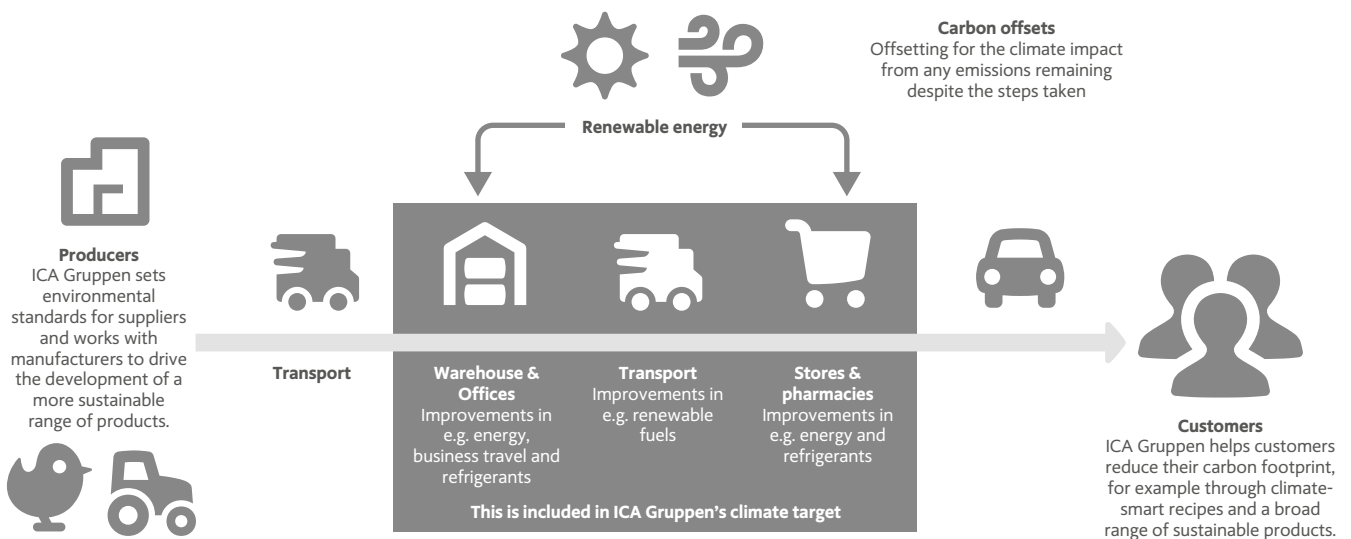 Carbon offsets
Offsetting for the climate impact
from any emissions remaining
despite the steps taken
Renewable energy
Producers
ICA Gruppen sets
environmental
standards for suppliers
and works with
manufacturers to drive
the development of a
more sustainable
range of products.
Transport
Warehouse &
Offices
Improvements in
e.g. energy,
business travel and
refrigerants
Transport
Improvements in
e.g. renewable
fuels
Stores &
pharmacies
Improvements in
e.g. energy and
refrigerants
This is included in ICA Gruppen's climate target
Customers
ICA Gruppen helps customers
reduce their carbon footprint,
for example through climate-
smart recipes and a broad
range of sustainable products.